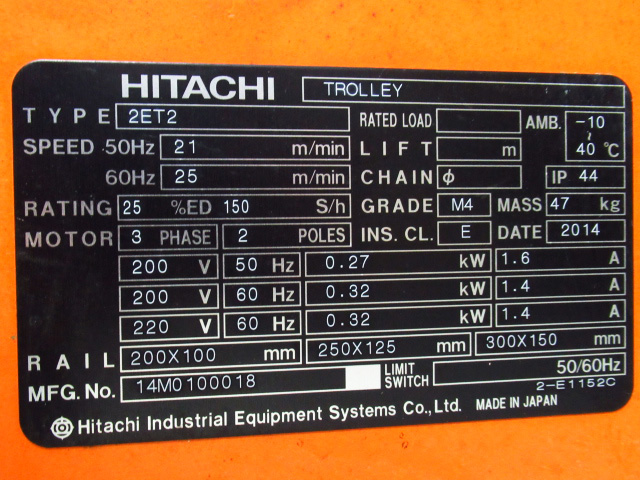 HITACHI TROLLEY
TYPE 2ET2 RATED LOAD AMB. -10 ~ 40 °C
SPEED 50Hz 21 m/min LIFT m
60Hz 25 m/min CHAIN φ IP 44
RATING 25 %ED 150 S/h GRADE M4 MASS 47 kg
MOTOR 3 PHASE 2 POLES INS. CL. E DATE 2014
200 V 50 Hz 0.27 kW 1.6 A
200 V 60 Hz 0.32 kW 1.4 A
220 V 60 Hz 0.32 kW 1.4 A
RAIL 200X100 mm 250X125 mm 300X150 mm
MFG. No. 14M0100018 LIMIT SWITCH 50/60Hz
2-E1152C
Hitachi Industrial Equipment Systems Co., Ltd. MADE IN JAPAN